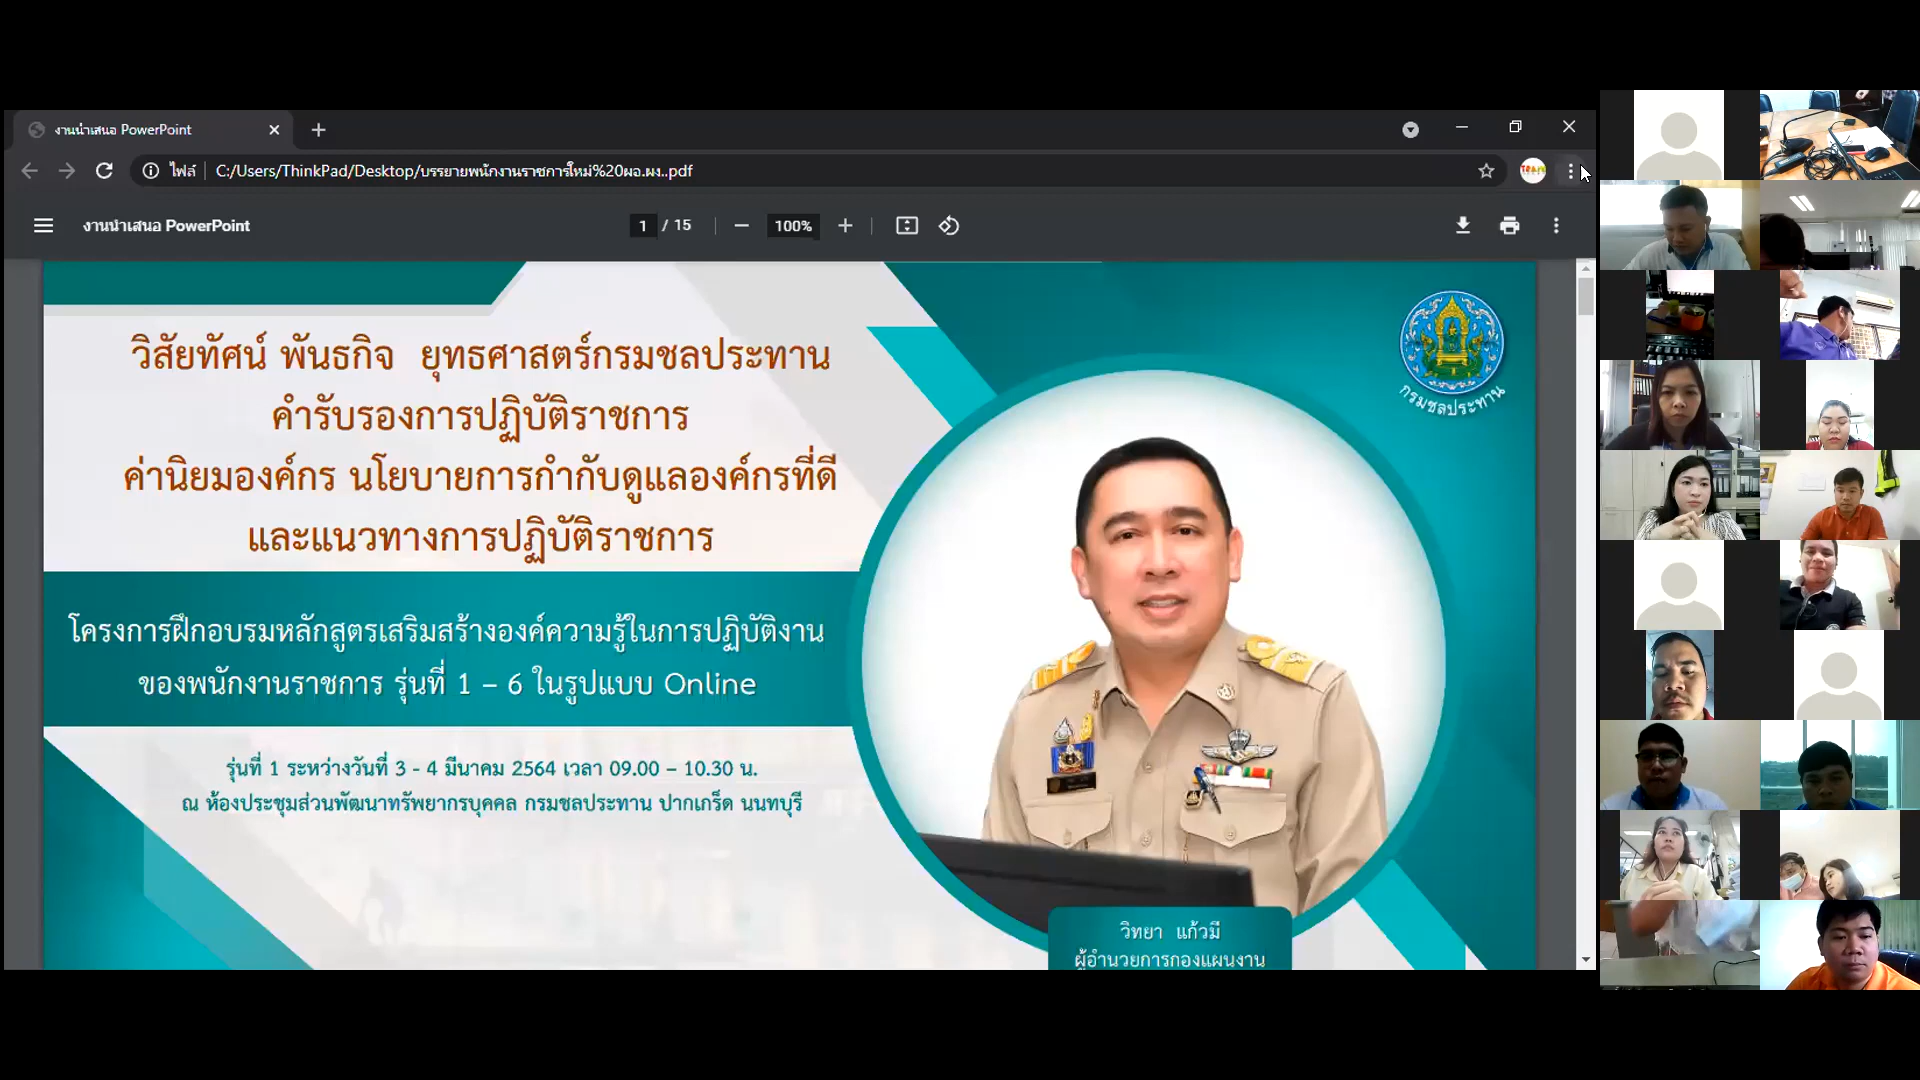 งานนำเสนอ PowerPoint
ไฟล์
C:/Users/ThinkPad/Desktop/บรรยายพนักงานราชการใหม่%20ผอ.ผง..pdf
งานนำเสนอ PowerPoint
1 / 15
100%
วิสัยทัศน์ พันธกิจ ยุทธศาสตร์กรมชลประทาน
คำรับรองการปฏิบัติราชการ
ค่านิยมองค์กร นโยบายการกำกับดูแลองค์กรที่ดี
และแนวทางการปฏิบัติราชการ
กรมชลประทาน
โครงการฝึกอบรมหลักสูตรเสริมสร้างองค์ความรู้ในการปฏิบัติงาน
ของพนักงานราชการ รุ่นที่ 1 – 6 ในรูปแบบ Online
รุ่นที่ 1 ระหว่างวันที่ 3 - 4 มีนาคม 2564 เวลา 09.00 – 10.30 น.
ณ ห้องประชุมส่วนพัฒนาทรัพยากรบุคคล กรมชลประทาน ปากเกร็ด นนทบุรี
วิทยา แก้วมี
ผู้อำนวยการกองแผนงาน